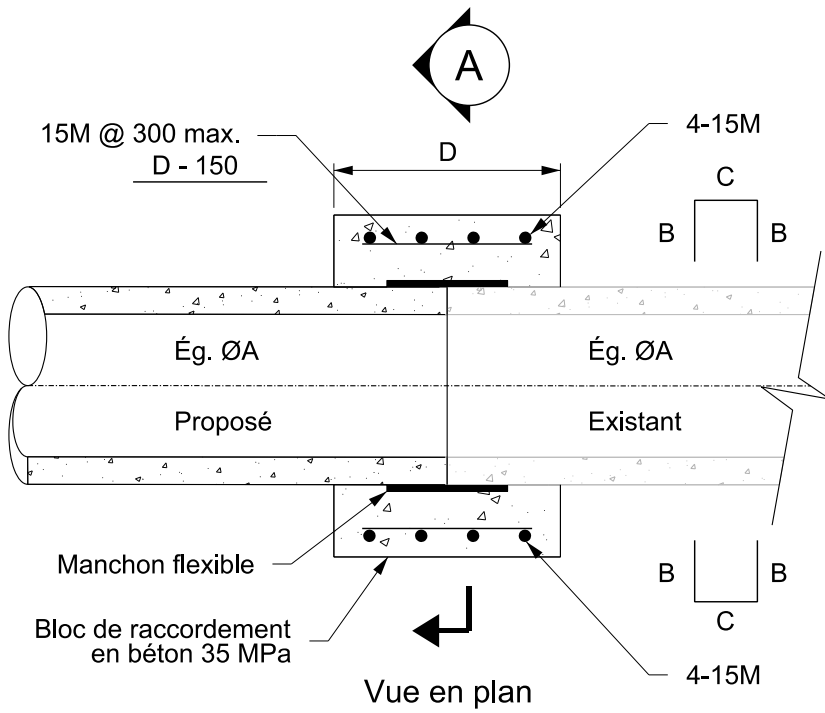 A
15M @ 300 max.
D - 150
D
4-15M
C
B
B
Ég. ØA
Ég. ØA
Proposé
Existant
Manchon flexible
B
B
C
Bloc de raccordement
en béton 35 MPa
4-15M
Vue en plan